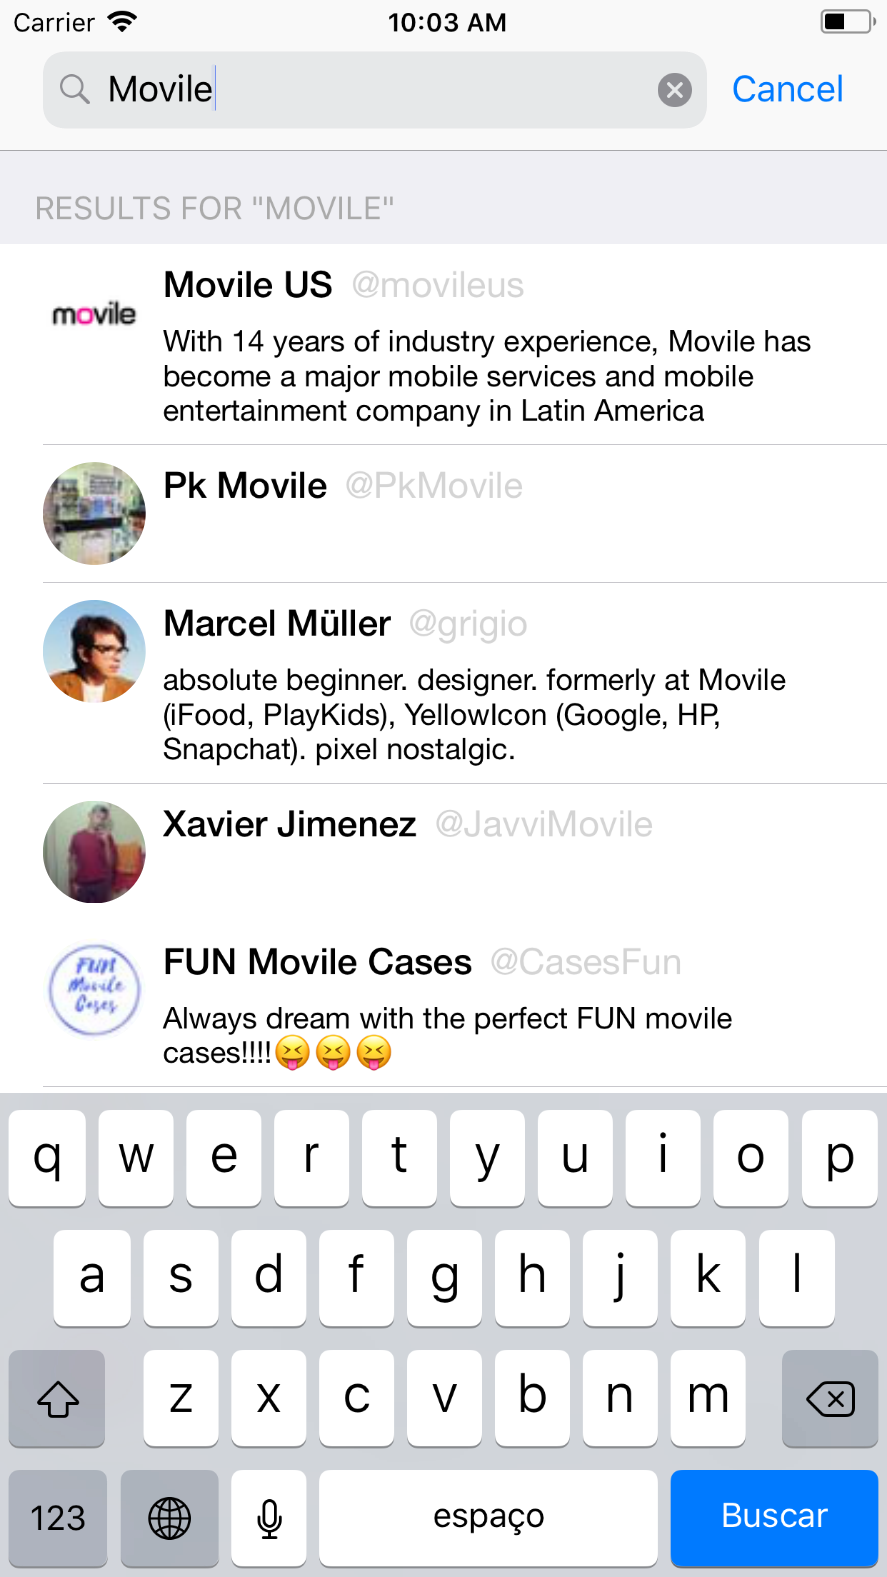 Carrier 10:03 AM
Movile Cancel
RESULTS FOR "MOVILE"
movile
Movile US @movileus
With 14 years of industry experience, Movile has
become a major mobile services and mobile
entertainment company in Latin America
Pk Movile @PkMovile
Marcel Müller @grigio
absolute beginner. designer. formerly at Movile
(iFood, PlayKids), YellowIcon (Google, HP,
Snapchat). pixel nostalgic.
Xavier Jimenez @JavviMovile
FUN
Movile
Cases
FUN Movile Cases @CasesFun
Always dream with the perfect FUN movile
cases!!!!😝😝😝
q w e r t y u i o p
a s d f g h j k l
z x c v b n m
123 espaço Buscar